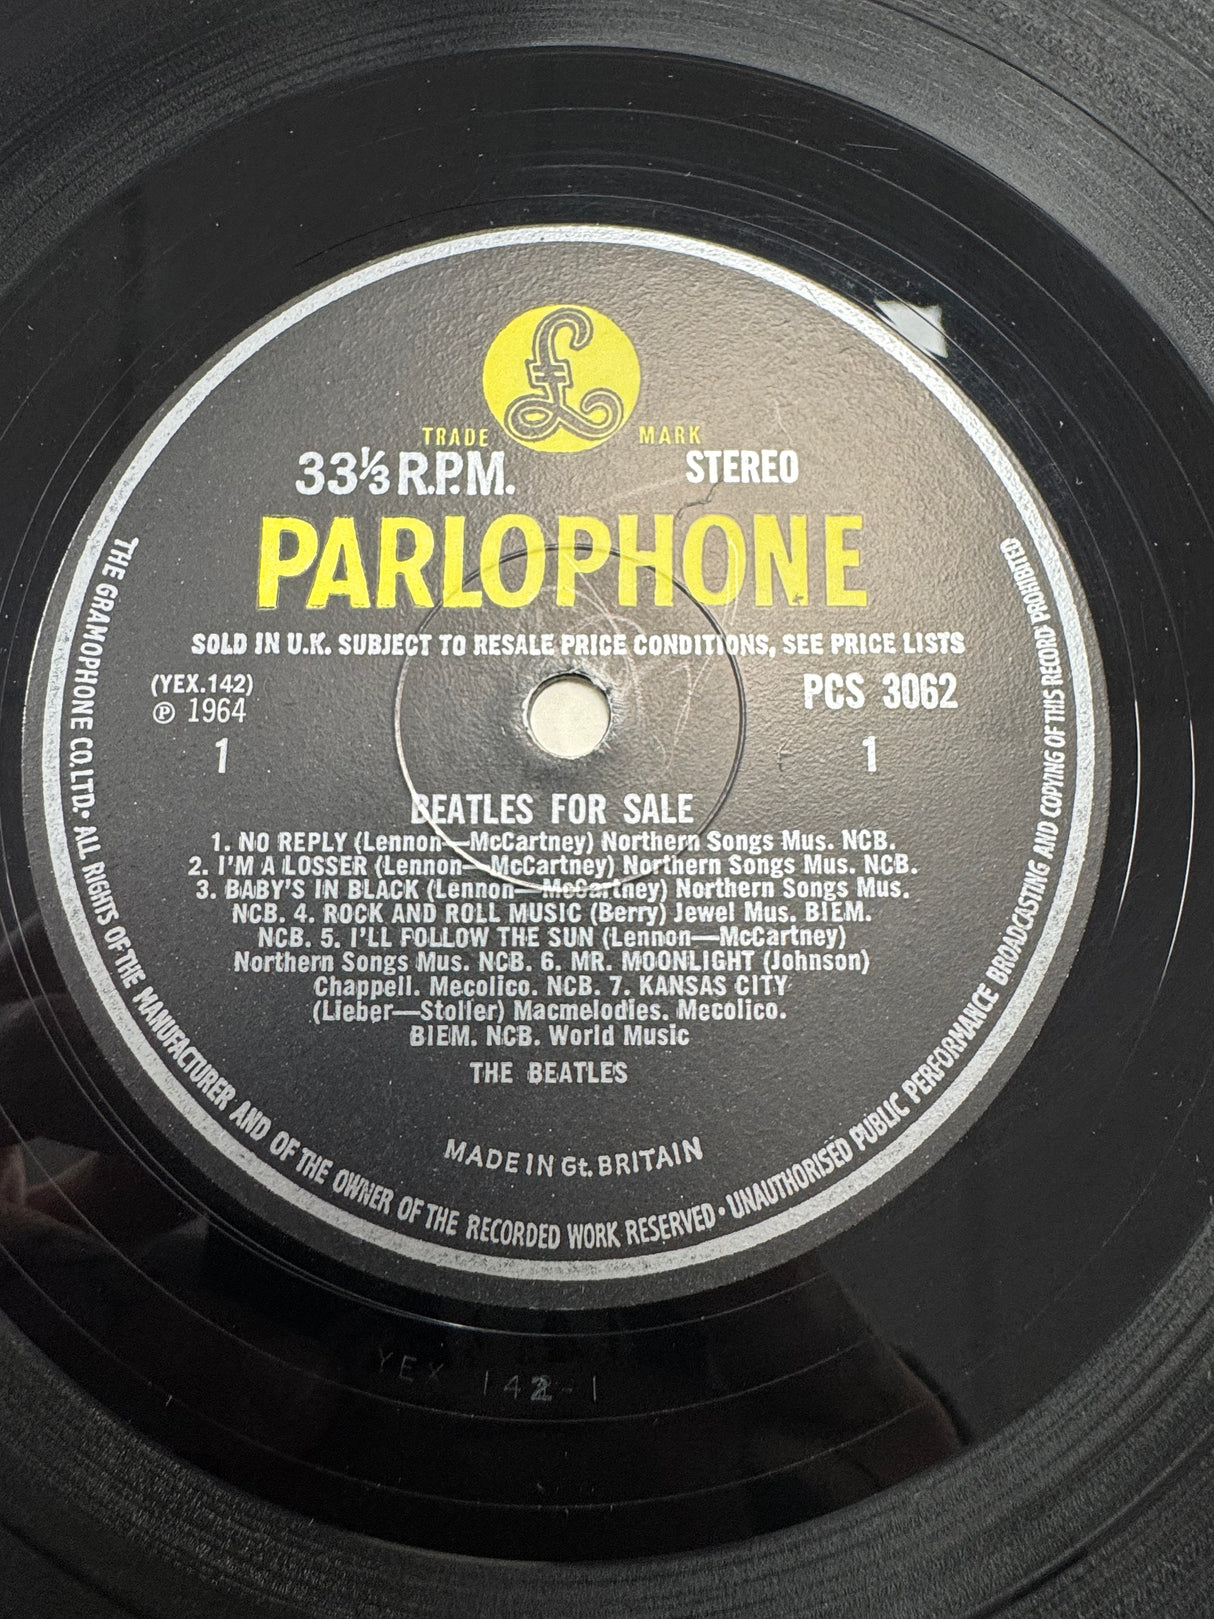 £
TRADE MARK
33⅓ R.P.M. STEREO
PARLOPHONE
SOLD IN U.K. SUBJECT TO RESALE PRICE CONDITIONS, SEE PRICE LISTS
(YEX.142) PCS 3062
Ⓟ 1964
1 1
BEATLES FOR SALE
1. NO REPLY (Lennon—McCartney) Northern Songs Mus. NCB.
2. I'M A LOSSER (Lennon—McCartney) Northern Songs Mus. NCB.
3. BABY'S IN BLACK (Lennon—McCartney) Northern Songs Mus.
NCB. 4. ROCK AND ROLL MUSIC (Berry) Jewel Mus. BIEM.
NCB. 5. I'LL FOLLOW THE SUN (Lennon—McCartney)
Northern Songs Mus. NCB. 6. MR. MOONLIGHT (Johnson)
Chappell. Mecolico. NCB. 7. KANSAS CITY
(Lieber—Stoller) Macmelodies. Mecolico.
BIEM. NCB. World Music
THE BEATLES
MADE IN Gt. BRITAIN
THE GRAMOPHONE CO. LTD. • ALL RIGHTS OF THE MANUFACTURER AND OF THE OWNER OF THE RECORDED WORK RESERVED • UNAUTHORISED PUBLIC PERFORMANCE BROADCASTING AND COPYING OF THIS RECORD PROHIBITED
YEX 142-1